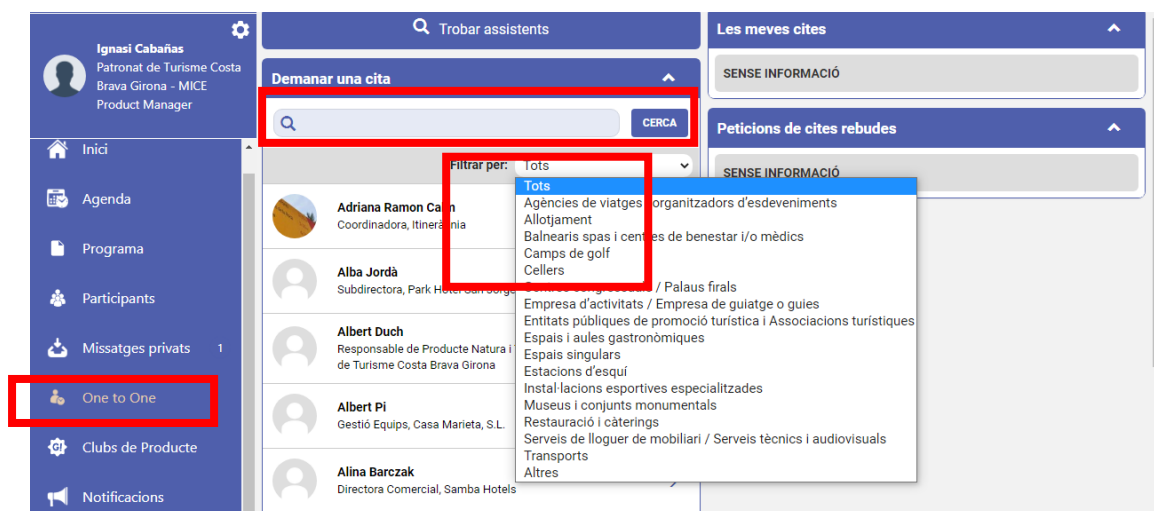 Ignasi Cabañas
Patronat de Turisme Costa
Brava Girona - MICE
Product Manager
Inici
Agenda
Programa
Participants
Missatges privats 1
One to One
Clubs de Producte
Notificacions
Trobar assistents
Demanar una cita
CERCA
Filtrar per: Tots
Adriana Ramon
Coordinadora,
Alba Jordà
Subdirectora, Park
Albert Duch
Responsable de Producte Natura i
de Turisme Costa Brava Girona
Albert Pi
Gestió Equips, Casa Marieta, S.L.
Alina Barczak
Directora Comercial, Samba Hotels
Tots
Agències de viatges organitzadors d'esdeveniments
Allotjament
Balnearis spas i centres de benestar i/o mèdics
Camps de golf
Cellers
/ Palaus firals
Empresa d'activitats / Empresa de guiatge o guies
Entitats públiques de promoció turística i Associacions turístiques
Espais i aules gastronòmiques
Espais singulars
Estacions d'esquí
Instal·lacions esportives especialitzades
Museus i conjunts monumentals
Restauració i càterings
Serveis de lloguer de mobiliari / Serveis tècnics i audiovisuals
Transports
Altres
Les meves cites
SENSE INFORMACIÓ
Peticions de cites rebudes
SENSE INFORMACIÓ